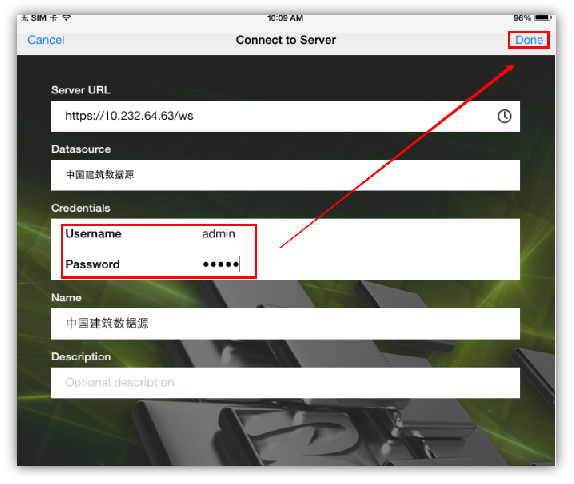 无 SIM 卡
10:09 AM
96%
Cancel
Connect to Server
Done
Server URL
https://10.232.64.63/ws
Datasource
中国建筑数据源
Credentials
Username admin
Password ●●●●●
Name
中国建筑数据源
Description
Optional description